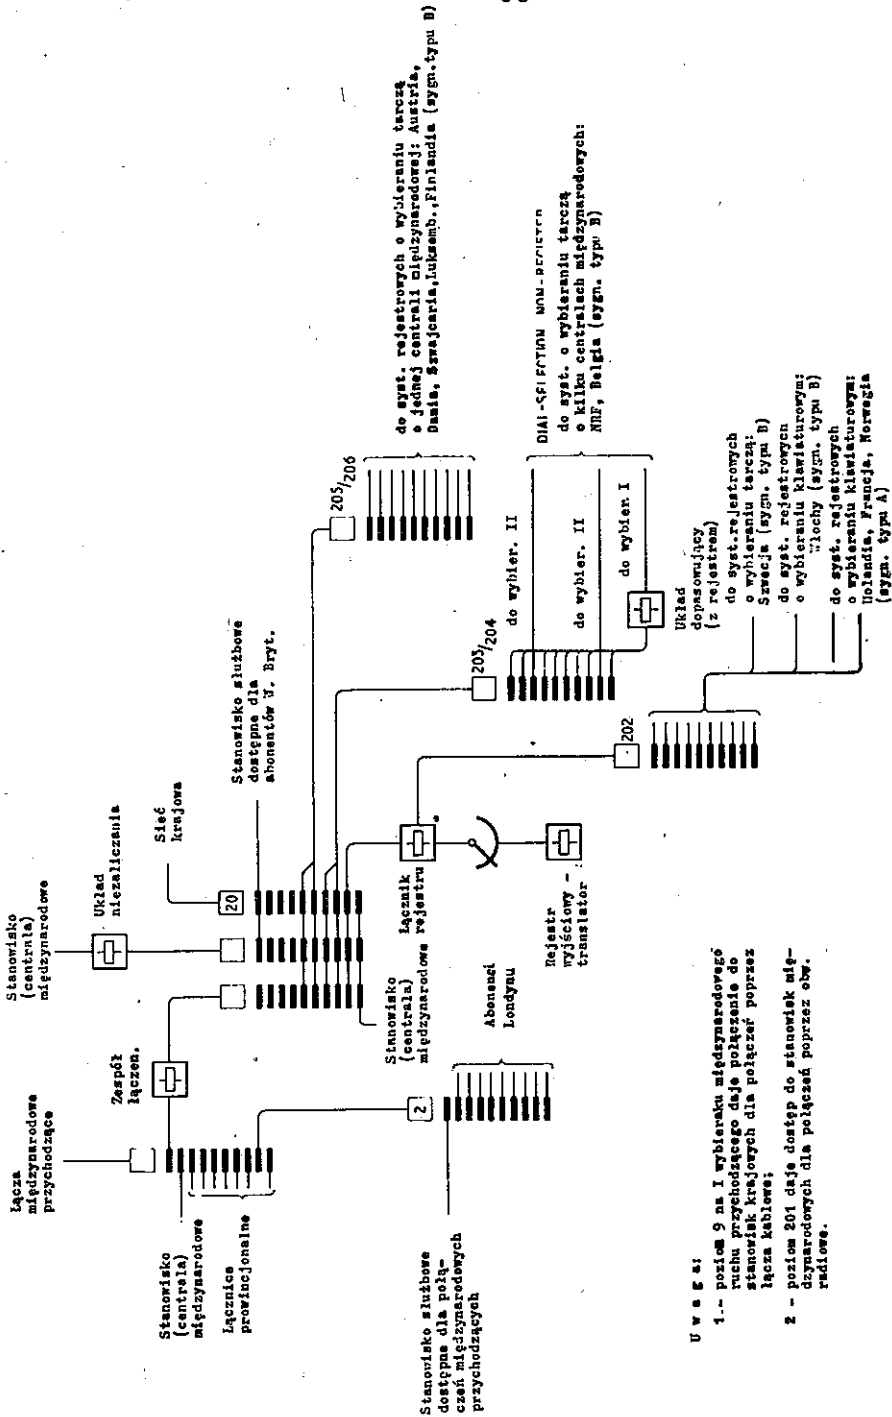 Łącza
międzynarodowe
przychodzące
Stanowisko
(centrala)
międzynarodowe
Zespół
łączen.
Układ
niezaliczania
Sieć
krajowa
20
Stanowisko służbowe
dostępne dla
abonentów W. Bryt.
205/206
do syst. rejestrowych o wybieraniu tarczą
o jednej centrali międzynarodowej: Austria,
Dania, Szwajcaria, Luksemb., Finlandia (sygn. typu B)
Stanowisko
(centrala)
międzynarodowe
Łącznica
prowincjonalne
Stanowisko
(centrala)
międzynarodowe
Łącznik
rejestru
203/204
do wybier. II
do wybier. II
do wybier. I
DIAL-SELECTION NON-REGISTER
do syst. o wybieraniu tarczą
o kilku centralach międzynarodowych:
NRF, Belgia (sygn. typu B)
Układ
dopasowujący
(z rejestrem)
2
Abonenci
Londynu
Rejestr
wyjściowy -
translator
202
do syst. rejestrowych
o wybieraniu tarczą:
Szwecja (sygn. typu B)
do syst. rejestrowych
o wybieraniu klawiaturowym:
Włochy (sygn. typu B)
do syst. rejestrowych
o wybieraniu klawiaturowym:
Holandia, Francja, Norwegia
(sygn. typu A)
Stanowisko służbowe
dostępne dla połą-
czeń międzynarodowych
przychodzących
U w a g a:
1.- poziom 9 na I wybieraku międzynarodowego
ruchu przychodzącego daje połączenie do
stanowisk krajowych dla połączeń poprzez
łącza kablowe;
2 - poziom 201 daje dostęp do stanowisk mię-
dzynarodowych dla połączeń poprzez obw.
radiowe.